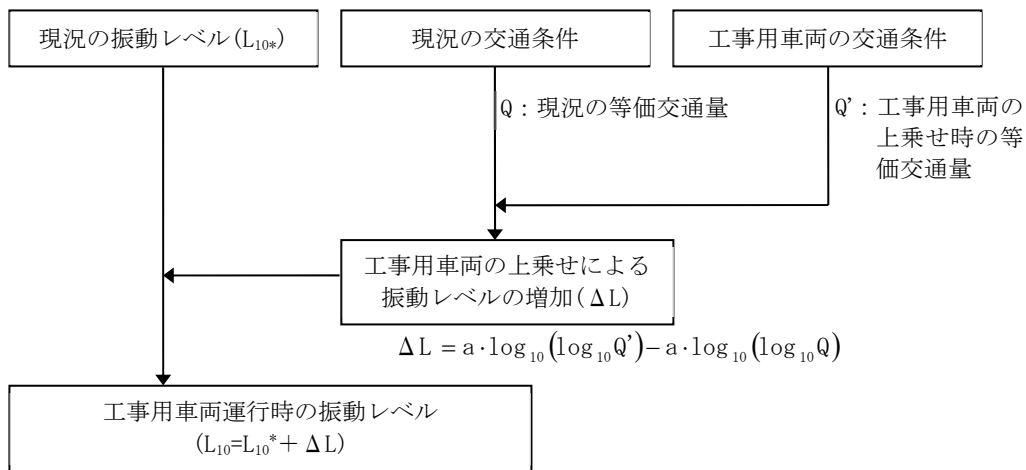 現況の振動レベル(L₁₀*)
現況の交通条件
工事用車両の交通条件
Q：現況の等価交通量
Q’：工事用車両の
上乗せ時の等
価交通量
工事用車両の上乗せによる
振動レベルの増加(ΔL)
ΔL = a·log₁₀(log₁₀Q’) − a·log₁₀(log₁₀Q)
工事用車両運行時の振動レベル
(L₁₀=L₁₀*＋ΔL)